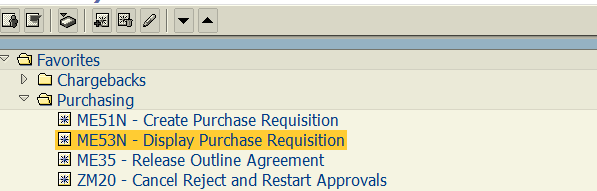 Favorites
Chargebacks
Purchasing
ME51N - Create Purchase Requisition
ME53N - Display Purchase Requisition
ME35 - Release Outline Agreement
ZM20 - Cancel Reject and Restart Approvals